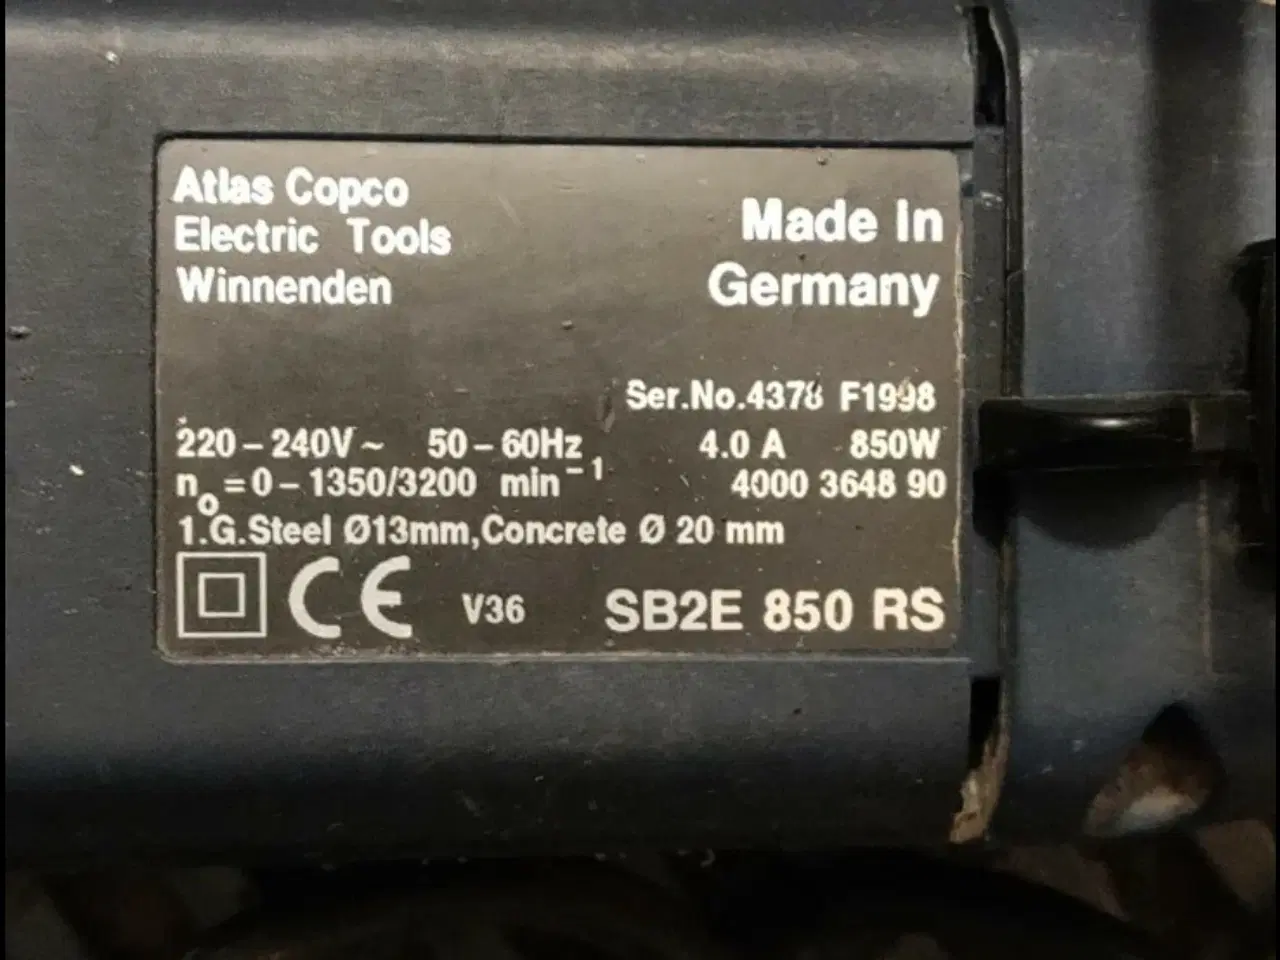 Atlas Copco
Electric Tools
Winnenden
Made in
Germany
Ser.No.4378 F1998
220-240V~ 50-60Hz 4.0 A 850W
no=0-1350/3200 min-1 4000 3648 90
1.G.Steel Ø13mm,Concrete Ø 20 mm
CE V36 SB2E 850 RS